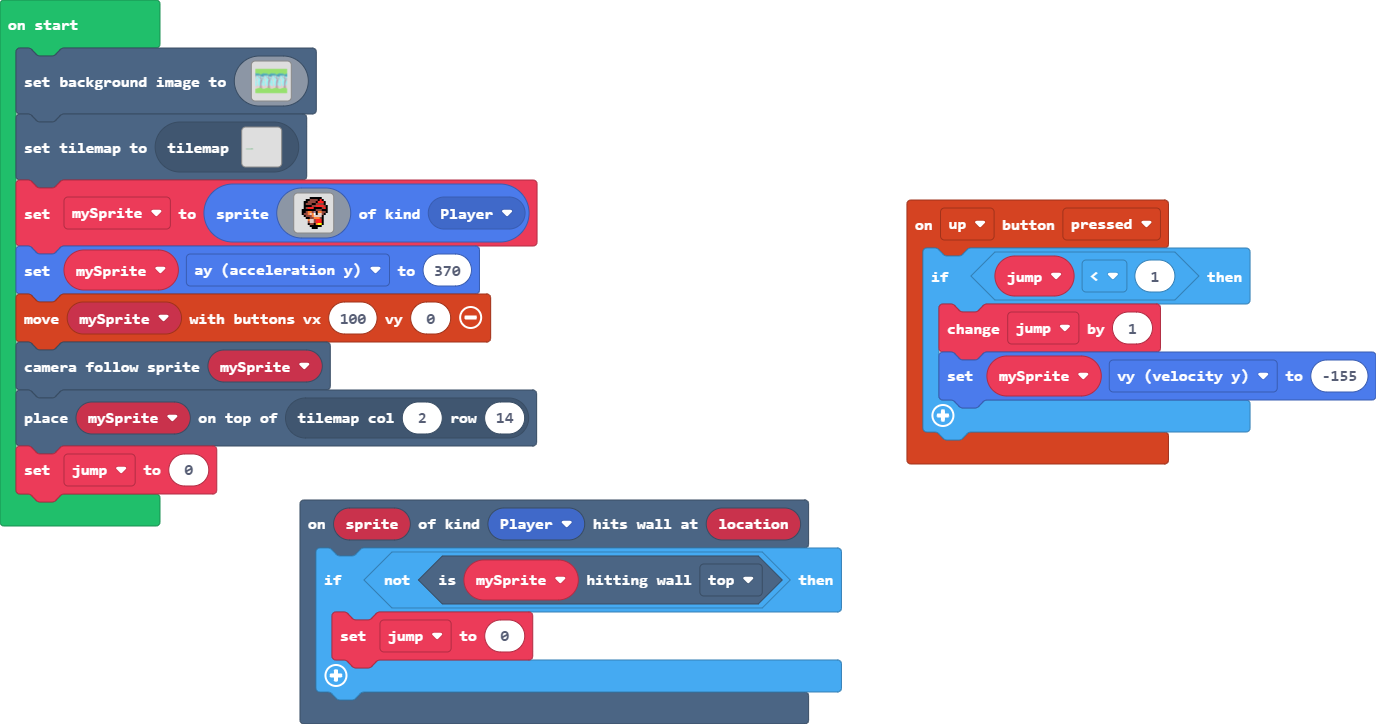 on start
set background image to
set tilemap to tilemap
set mySprite to sprite of kind Player
set mySprite ay (acceleration y) to 370
move mySprite with buttons vx 100 vy 0
camera follow sprite mySprite
place mySprite on top of tilemap col 2 row 14
set jump to 0
on up button pressed
if jump < 1 then
change jump by 1
set mySprite vy (velocity y) to -155
on sprite of kind Player hits wall at location
if not is mySprite hitting wall top then
set jump to 0